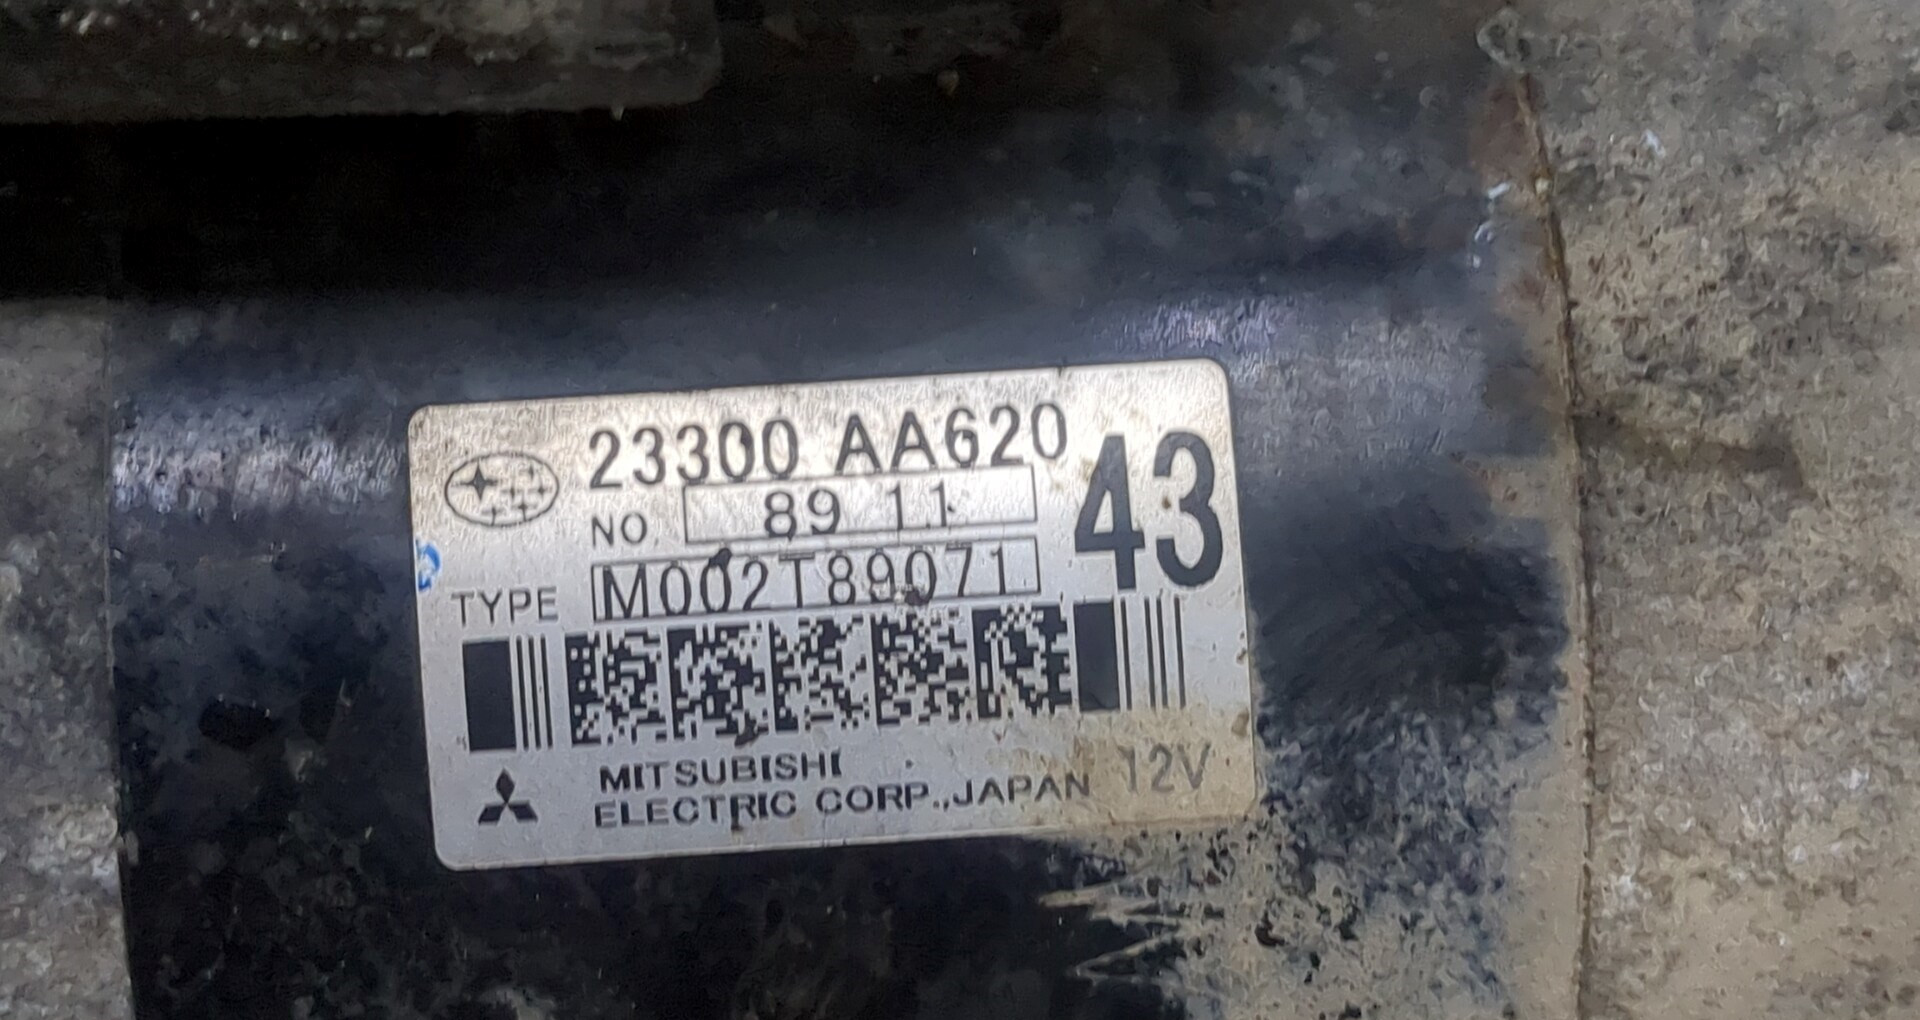 23300 AA620
43
NO 89 11
TYPE M002T89071
MITSUBISHI
ELECTRIC CORP.,JAPAN 12V